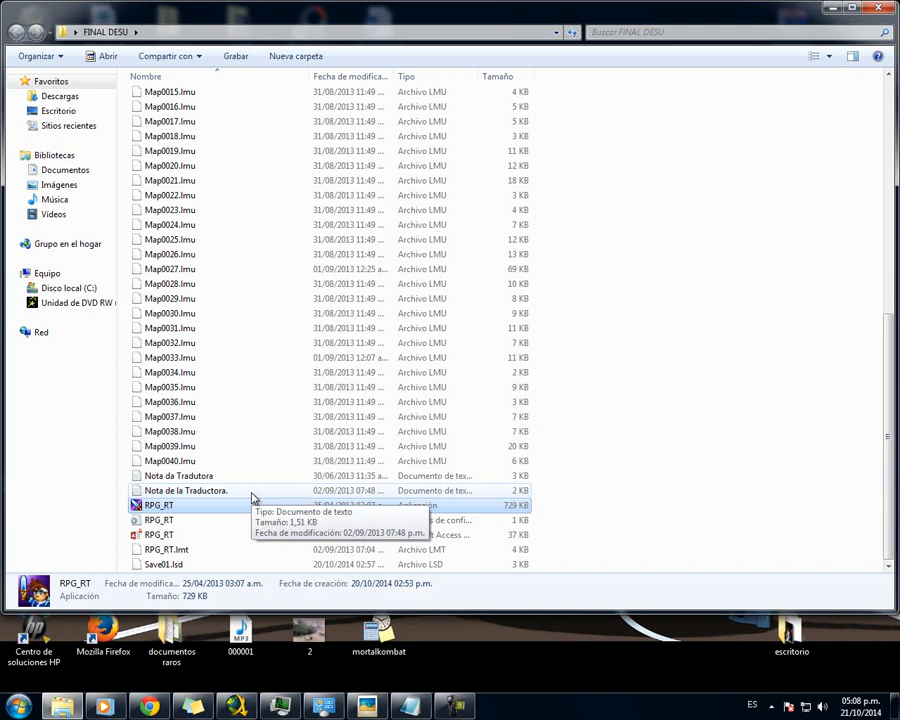 FINAL DESU
Buscar FINAL DESU
Organizar Abrir Compartir con Grabar Nueva carpeta
Favoritos
Descargas
Escritorio
Sitios recientes
Bibliotecas
Documentos
Imágenes
Música
Vídeos
Grupo en el hogar
Equipo
Disco local (C:)
Unidad de DVD RW (
Red
Nombre Fecha de modifica... Tipo Tamaño
Map0015.lmu 31/08/2013 11:49 ... Archivo LMU 4 KB
Map0016.lmu 31/08/2013 11:49 ... Archivo LMU 5 KB
Map0017.lmu 31/08/2013 11:49 ... Archivo LMU 5 KB
Map0018.lmu 31/08/2013 11:49 ... Archivo LMU 3 KB
Map0019.lmu 31/08/2013 11:49 ... Archivo LMU 11 KB
Map0020.lmu 31/08/2013 11:49 ... Archivo LMU 12 KB
Map0021.lmu 31/08/2013 11:49 ... Archivo LMU 18 KB
Map0022.lmu 31/08/2013 11:49 ... Archivo LMU 3 KB
Map0023.lmu 31/08/2013 11:49 ... Archivo LMU 4 KB
Map0024.lmu 31/08/2013 11:49 ... Archivo LMU 7 KB
Map0025.lmu 31/08/2013 11:49 ... Archivo LMU 12 KB
Map0026.lmu 31/08/2013 11:49 ... Archivo LMU 13 KB
Map0027.lmu 01/09/2013 12:25 a... Archivo LMU 69 KB
Map0028.lmu 31/08/2013 11:49 ... Archivo LMU 10 KB
Map0029.lmu 31/08/2013 11:49 ... Archivo LMU 8 KB
Map0030.lmu 31/08/2013 11:49 ... Archivo LMU 9 KB
Map0031.lmu 31/08/2013 11:49 ... Archivo LMU 11 KB
Map0032.lmu 31/08/2013 11:49 ... Archivo LMU 7 KB
Map0033.lmu 01/09/2013 12:07 a... Archivo LMU 11 KB
Map0034.lmu 31/08/2013 11:49 ... Archivo LMU 7 KB
Map0035.lmu 31/08/2013 11:49 ... Archivo LMU 9 KB
Map0036.lmu 31/08/2013 11:49 ... Archivo LMU 6 KB
Map0037.lmu 31/08/2013 11:49 ... Archivo LMU 7 KB
Map0038.lmu 31/08/2013 11:49 ... Archivo LMU 7 KB
Map0039.lmu 31/08/2013 11:49 ... Archivo LMU 20 KB
Map0040.lmu 31/08/2013 11:49 ... Archivo LMU 6 KB
Nota da Tradutora 30/06/2013 11:35 a... Documento de tex... 3 KB
Nota de la Traductora. 02/09/2013 07:48 ... Documento de tex... 2 KB
RPG_RT 729 KB
RPG_RT 1 KB
RPG_RT 37 KB
RPG_RT.lmt 02/09/2013 07:04 ... Archivo LMT 4 KB
Save01.lsd 20/10/2014 02:57 ... Archivo LSD 3 KB
Tipo: Documento de texto
Tamaño: 1,51 KB
Fecha de modificación: 02/09/2013 07:48 p.m.
RPG_RT Fecha de modifica... 25/04/2013 03:07 a.m. Fecha de creación: 20/10/2014 02:53 p.m.
Aplicación Tamaño: 729 KB
Centro de soluciones HP
Mozilla Firefox
documentos raros
MP3
000001
2
mortalkombat
escritorio
ES
05:08 p.m.
21/10/2014